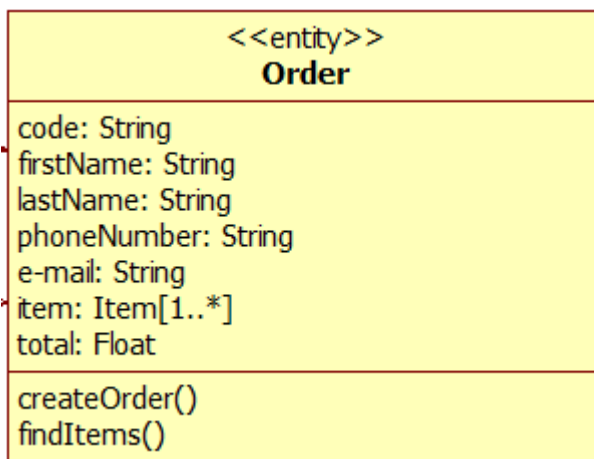 <<entity>>
Order
code: String
firstName: String
lastName: String
phoneNumber: String
e-mail: String
item: Item[1..*]
total: Float
createOrder()
findItems()